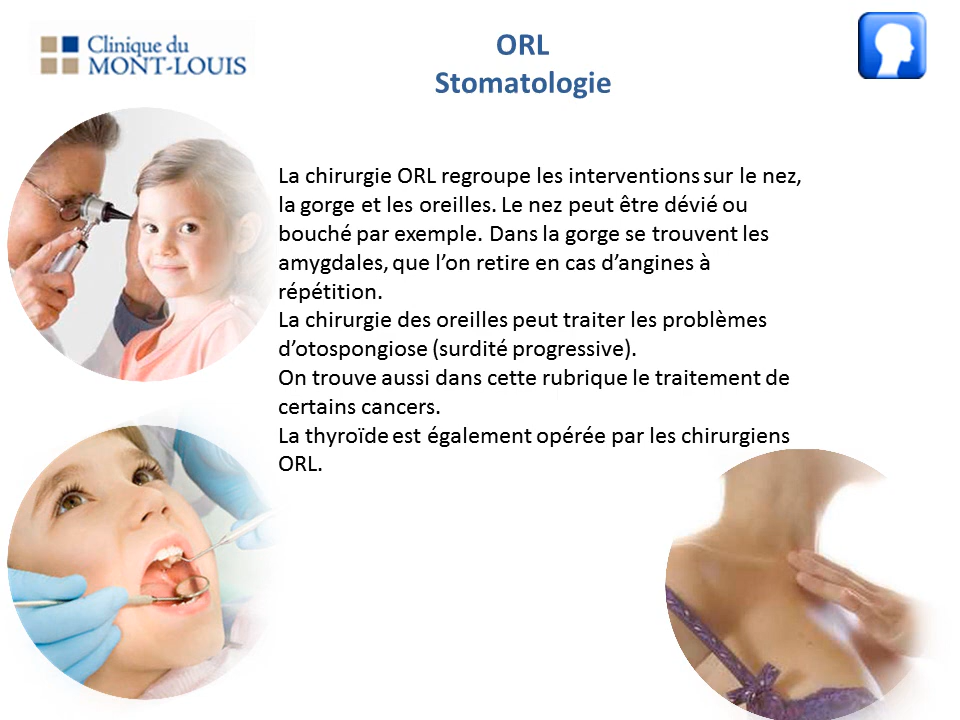 Clinique du
MONT-LOUIS
ORL
Stomatologie
La chirurgie ORL regroupe les interventions sur le nez,
la gorge et les oreilles. Le nez peut être dévié ou
bouché par exemple. Dans la gorge se trouvent les
amygdales, que l’on retire en cas d’angines à
répétition.
La chirurgie des oreilles peut traiter les problèmes
d’otospongiose (surdité progressive).
On trouve aussi dans cette rubrique le traitement de
certains cancers.
La thyroïde est également opérée par les chirurgiens
ORL.